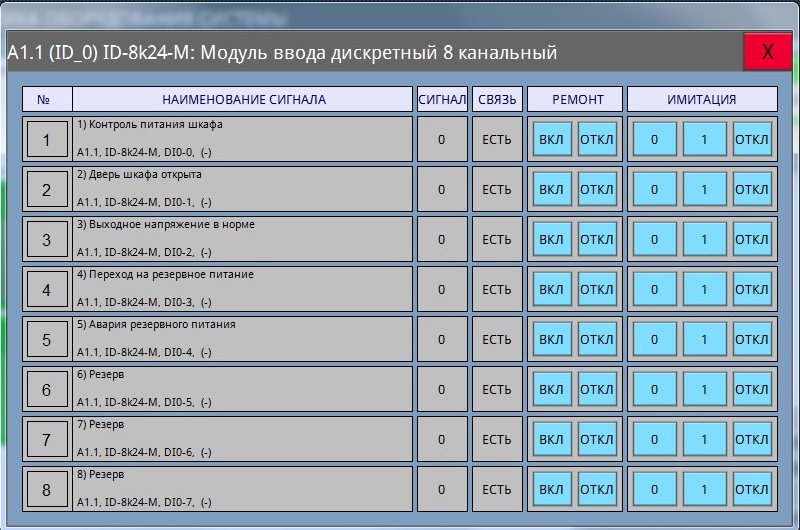 РКА ОБОРУДОВАНИЯ СИСТЕМЫ
A1.1 (ID_0) ID-8k24-M: Модуль ввода дискретный 8 канальный X
№ НАИМЕНОВАНИЕ СИГНАЛА СИГНАЛ СВЯЗЬ РЕМОНТ ИМИТАЦИЯ
1) Контроль питания шкафа
1 0 ЕСТЬ ВКЛ ОТКЛ 0 1 ОТКЛ
A1.1, ID-8k24-M, DI0-0, (-)
2) Дверь шкафа открыта
2 0 ЕСТЬ ВКЛ ОТКЛ 0 1 ОТКЛ
A1.1, ID-8k24-M, DI0-1, (-)
3) Выходное напряжение в норме
3 0 ЕСТЬ ВКЛ ОТКЛ 0 1 ОТКЛ
A1.1, ID-8k24-M, DI0-2, (-)
4) Переход на резервное питание
4 0 ЕСТЬ ВКЛ ОТКЛ 0 1 ОТКЛ
A1.1, ID-8k24-M, DI0-3, (-)
5) Авария резервного питания
5 0 ЕСТЬ ВКЛ ОТКЛ 0 1 ОТКЛ
A1.1, ID-8k24-M, DI0-4, (-)
6) Резерв
6 0 ЕСТЬ ВКЛ ОТКЛ 0 1 ОТКЛ
A1.1, ID-8k24-M, DI0-5, (-)
7) Резерв
7 0 ЕСТЬ ВКЛ ОТКЛ 0 1 ОТКЛ
A1.1, ID-8k24-M, DI0-6, (-)
8) Резерв
8 0 ЕСТЬ ВКЛ ОТКЛ 0 1 ОТКЛ
A1.1, ID-8k24-M, DI0-7, (-)